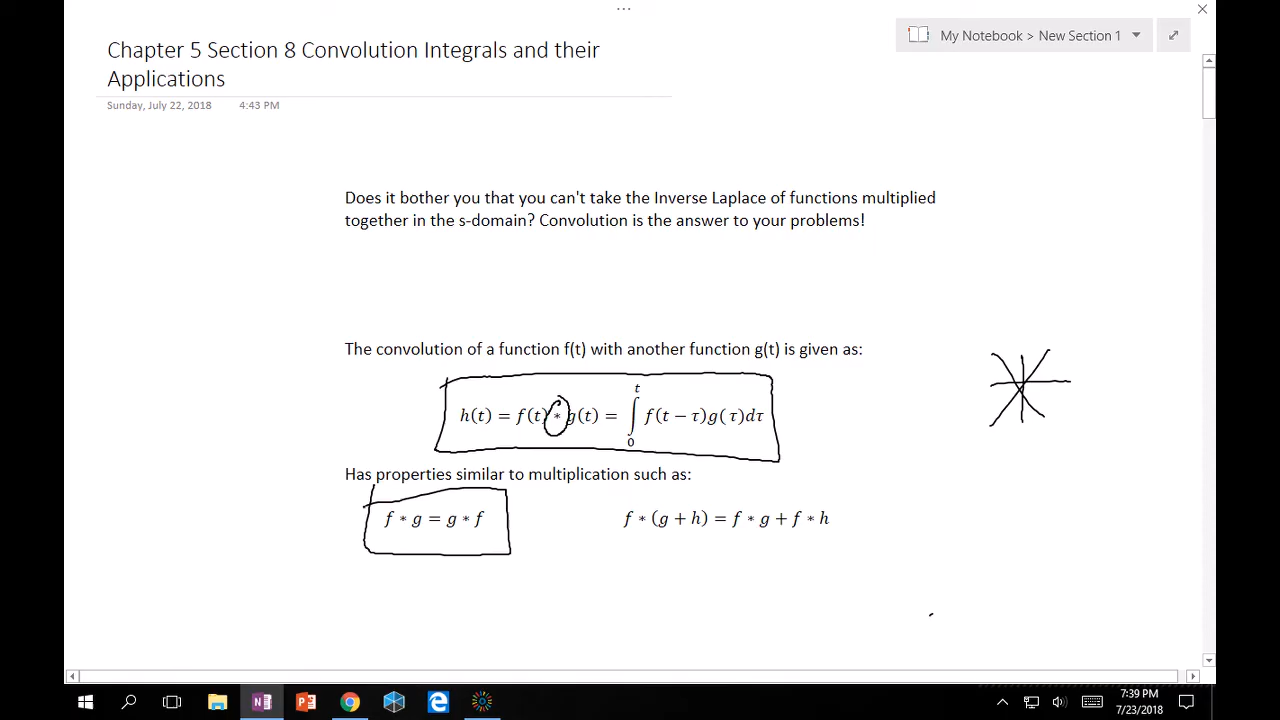 ...
My Notebook > New Section 1
Chapter 5 Section 8 Convolution Integrals and their
Applications
Sunday, July 22, 2018 4:43 PM
Does it bother you that you can't take the Inverse Laplace of functions multiplied
together in the s-domain? Convolution is the answer to your problems!
The convolution of a function f(t) with another function g(t) is given as:
h(t) = f(t) * g(t) = ∫₀ᵗ f(t − τ)g(τ)dτ
Has properties similar to multiplication such as:
f * g = g * f f * (g + h) = f * g + f * h
7:39 PM
7/23/2018